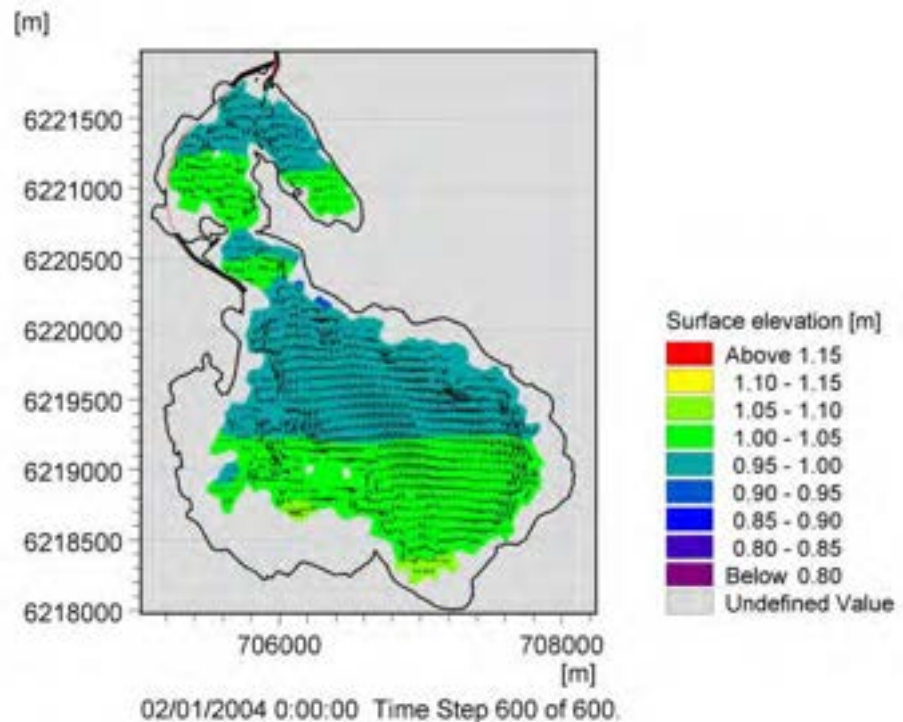 [m]
6221500
6221000
6220500
6220000
6219500
6219000
6218500
6218000
706000
708000
[m]
02/01/2004 0:00:00 Time Step 600 of 600.
Surface elevation [m]
Above 1.15
1.10 - 1.15
1.05 - 1.10
1.00 - 1.05
0.95 - 1.00
0.90 - 0.95
0.85 - 0.90
0.80 - 0.85
Below 0.80
Undefined Value